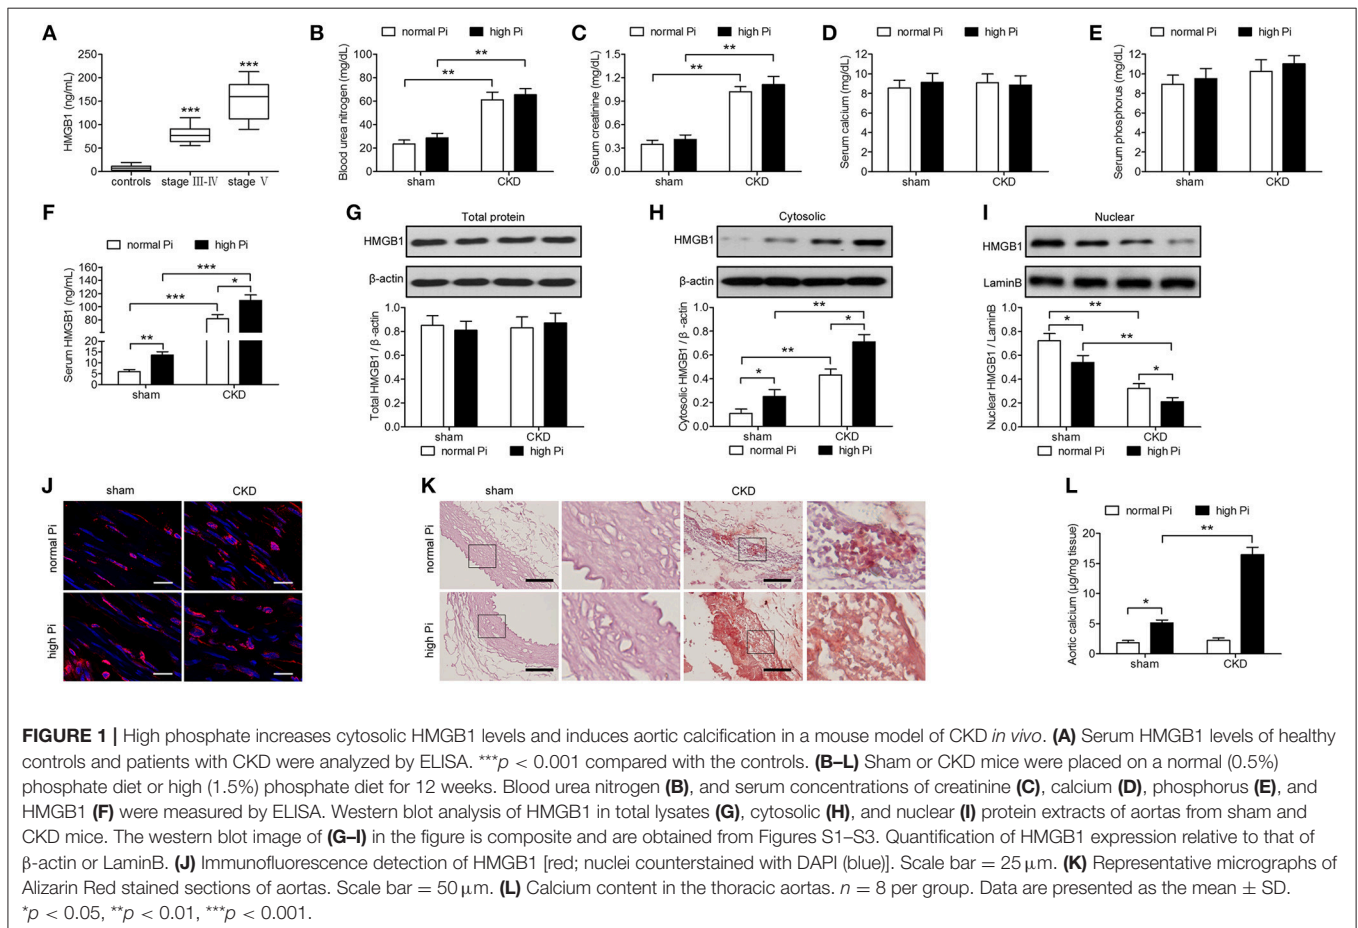 A
HMGB1 (ng/mL)
250
200
150
100
50
0
***
***
controls stage III-IV stage V
B
normal Pi high Pi
Blood urea nitrogen (mg/dL)
100
80
60
40
20
0
**
**
sham CKD
C
normal Pi high Pi
Serum creatinine (mg/dL)
1.5
1.2
0.9
0.6
0.3
0.0
**
**
sham CKD
D
normal Pi high Pi
Serum calcium (mg/dL)
12
10
8
6
4
2
0
sham CKD
E
normal Pi high Pi
Serum phosphorus (mg/dL)
12
10
8
6
4
2
0
sham CKD
F
normal Pi high Pi
Serum HMGB1 (ng/mL)
160
140
120
100
80
20
15
10
5
0
***
***
*
**
sham CKD
G
Total protein
HMGB1
β-actin
Total HMGB1 / β-actin
1.0
0.8
0.6
0.4
0.2
0.0
sham CKD
normal Pi high Pi
H
Cytosolic
HMGB1
β-actin
Cytosolic HMGB1 / β -actin
1.0
0.8
0.6
0.4
0.2
0.0
**
*
**
*
sham CKD
normal Pi high Pi
I
Nuclear
HMGB1
LaminB
Nuclear HMGB1 / LaminB
1.0
0.8
0.6
0.4
0.2
0.0
**
*
**
*
sham CKD
normal Pi high Pi
J
sham CKD
normal Pi
high Pi
K
sham CKD
normal Pi
high Pi
L
normal Pi high Pi
Aortic calcium (μg/mg tissue)
20
15
10
5
0
**
*
sham CKD
FIGURE 1 | High phosphate increases cytosolic HMGB1 levels and induces aortic calcification in a mouse model of CKD in vivo. (A) Serum HMGB1 levels of healthy
controls and patients with CKD were analyzed by ELISA. ***p < 0.001 compared with the controls. (B–L) Sham or CKD mice were placed on a normal (0.5%)
phosphate diet or high (1.5%) phosphate diet for 12 weeks. Blood urea nitrogen (B), and serum concentrations of creatinine (C), calcium (D), phosphorus (E), and
HMGB1 (F) were measured by ELISA. Western blot analysis of HMGB1 in total lysates (G), cytosolic (H), and nuclear (I) protein extracts of aortas from sham and
CKD mice. The western blot image of (G–I) in the figure is composite and are obtained from Figures S1–S3. Quantification of HMGB1 expression relative to that of
β-actin or LaminB. (J) Immunofluorescence detection of HMGB1 [red; nuclei counterstained with DAPI (blue)]. Scale bar = 25 μm. (K) Representative micrographs of
Alizarin Red stained sections of aortas. Scale bar = 50 μm. (L) Calcium content in the thoracic aortas. n = 8 per group. Data are presented as the mean ± SD.
*p < 0.05, **p < 0.01, ***p < 0.001.